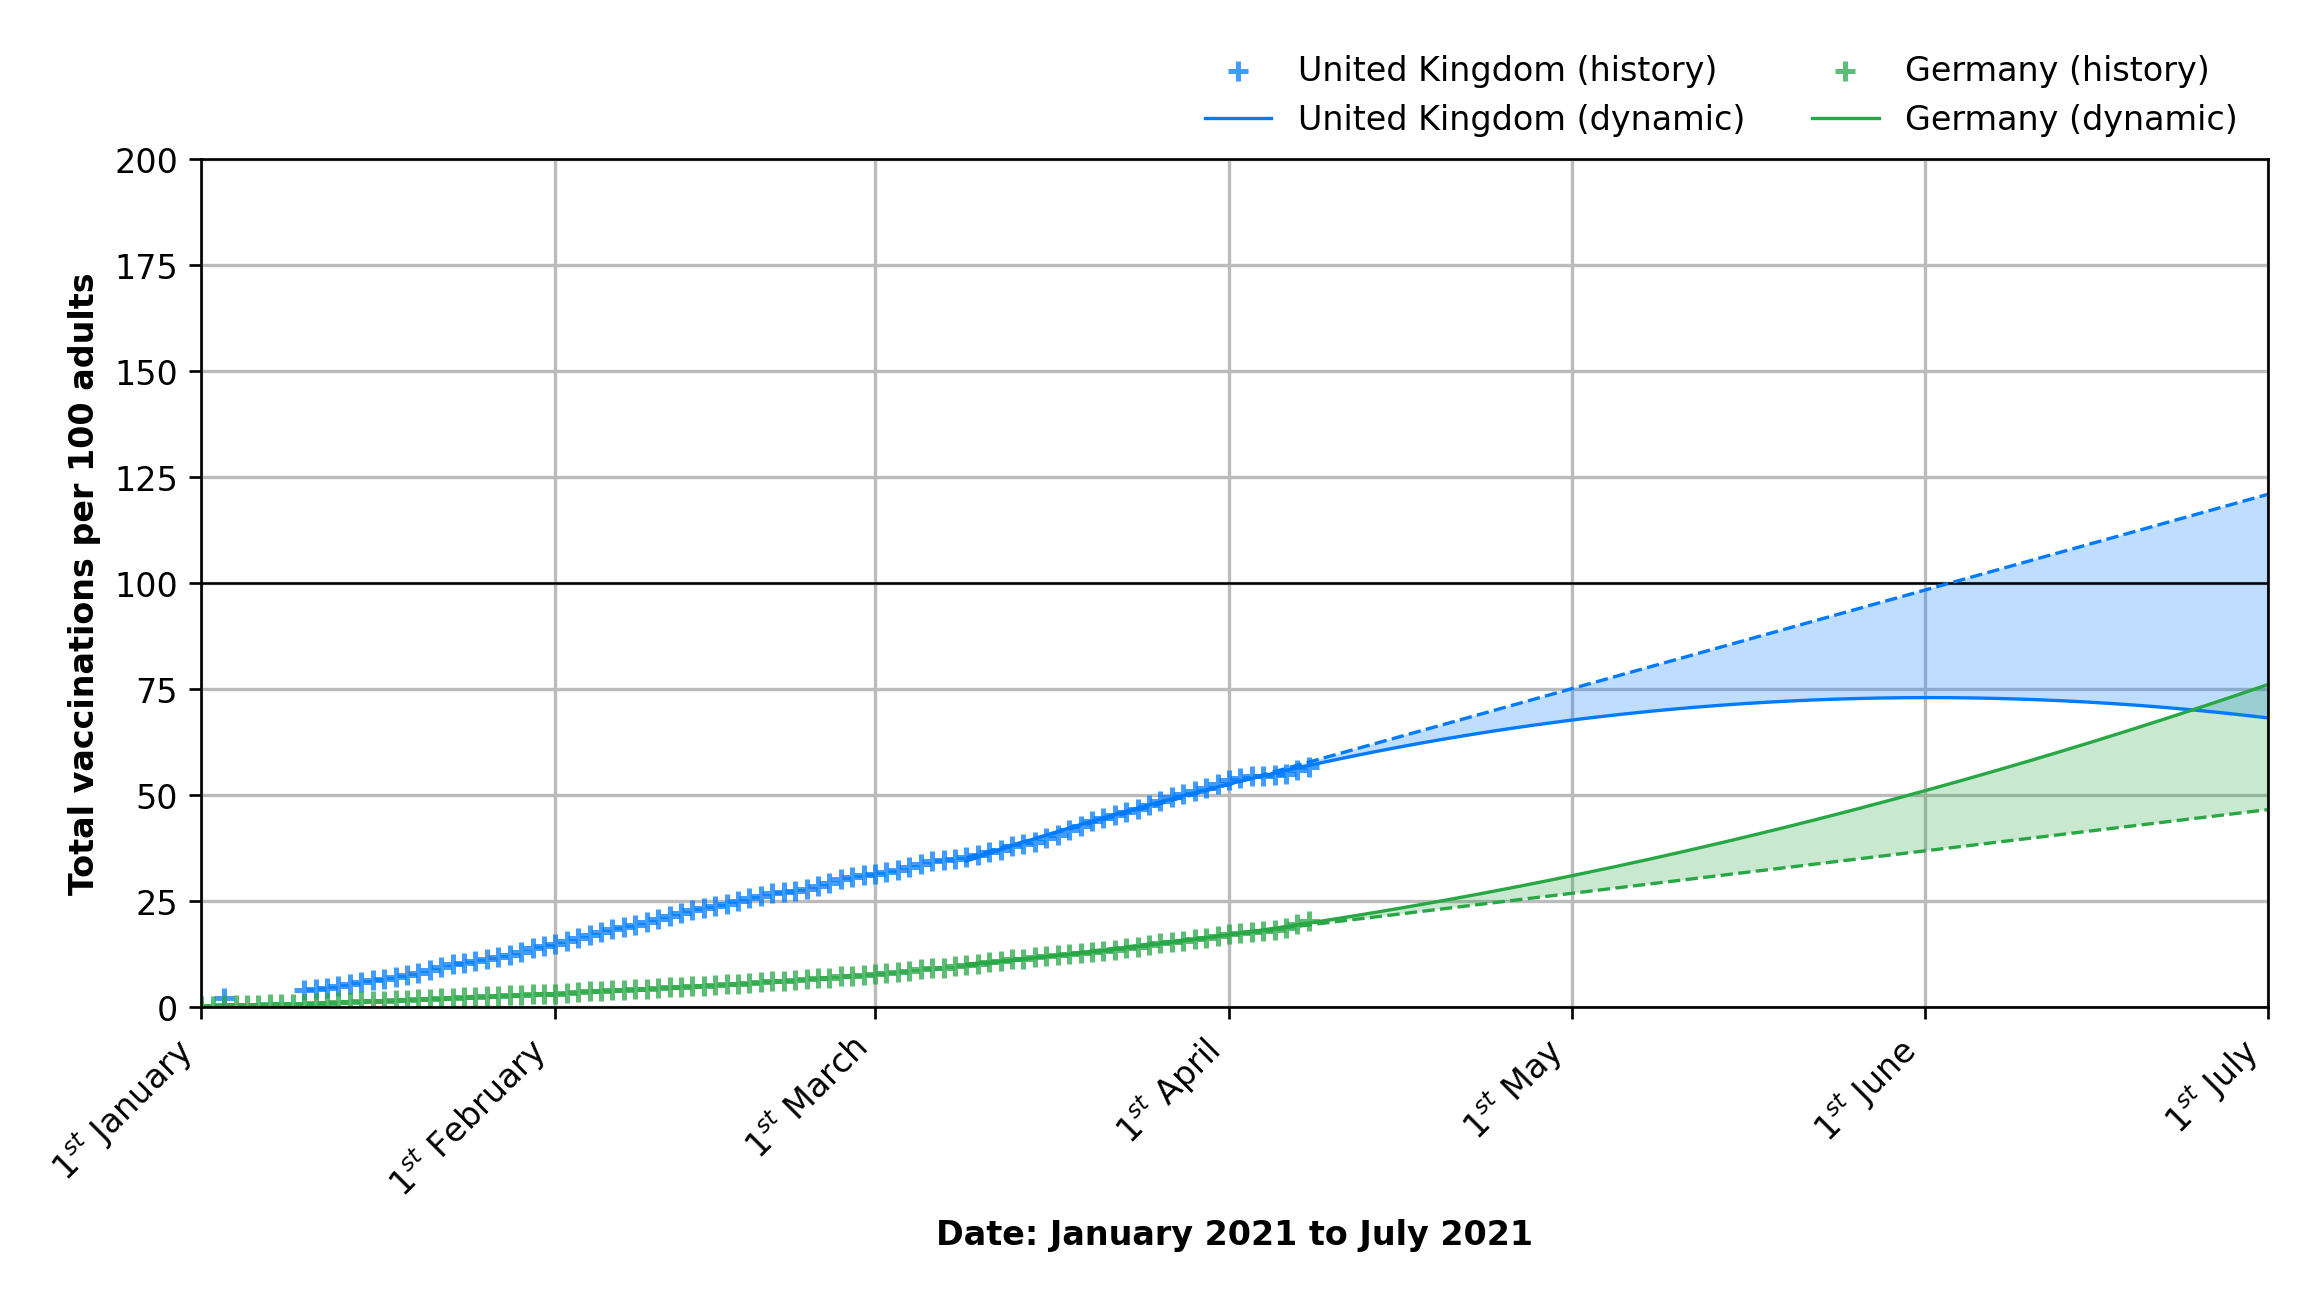 United Kingdom (history)
Germany (history)
United Kingdom (dynamic)
Germany (dynamic)
Total vaccinations per 100 adults
200
175
150
125
100
75
50
25
0
1st January
1st February
1st March
1st April
1st May
1st June
1st July
Date: January 2021 to July 2021